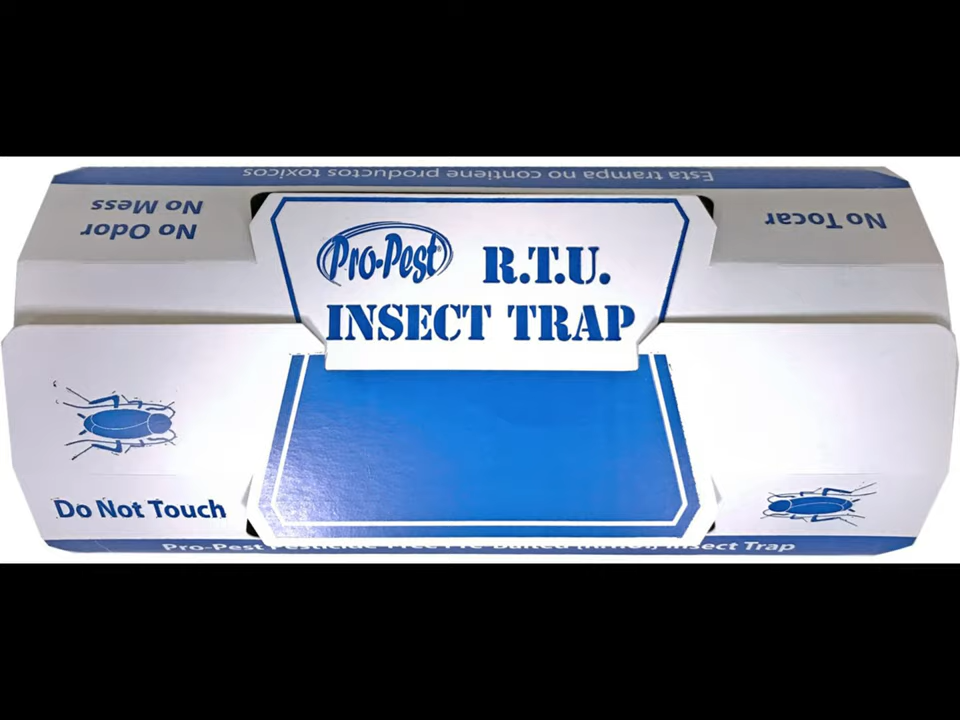 Esta trampa no contiene productos toxicos
No Tocar
No Odor
No Mess
Pro-Pest
R.T.U.
INSECT TRAP
Do Not Touch
Pro-Pest Insect Trap